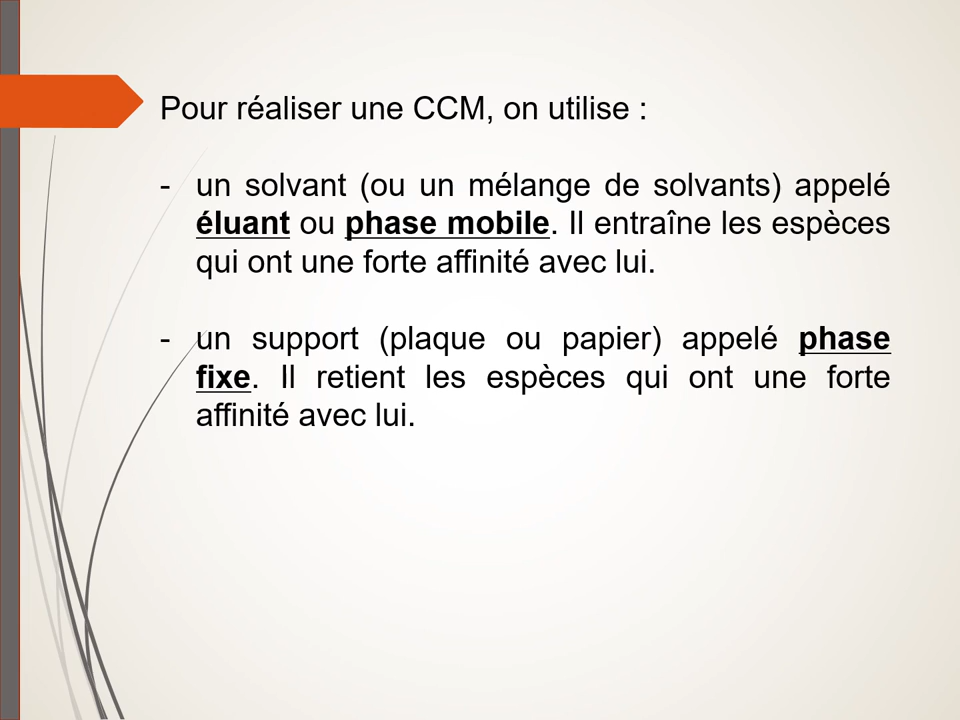 Pour réaliser une CCM, on utilise :
- un solvant (ou un mélange de solvants) appelé
éluant ou phase mobile. Il entraîne les espèces
qui ont une forte affinité avec lui.
- un support (plaque ou papier) appelé phase
fixe. Il retient les espèces qui ont une forte
affinité avec lui.